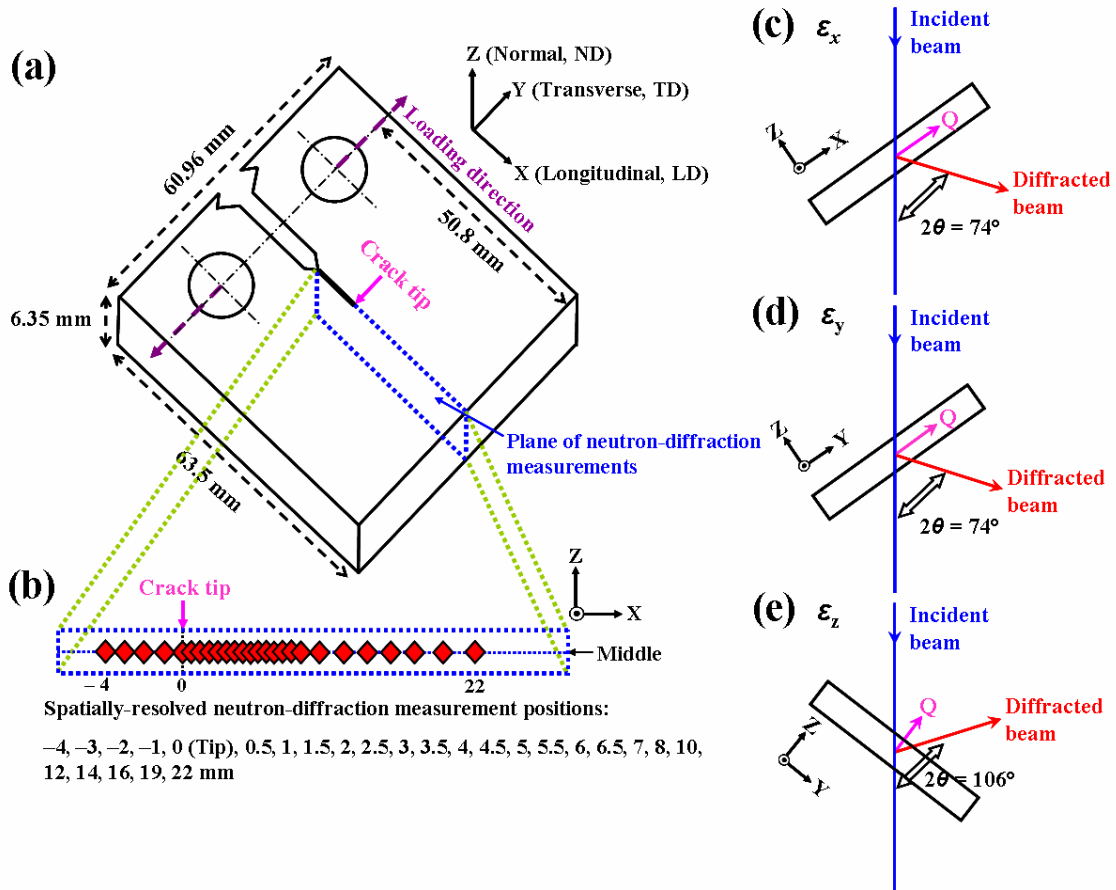 (a)
Z (Normal, ND)
Y (Transverse, TD)
X (Longitudinal, LD)
Loading direction
60.96 mm
50.8 mm
Crack tip
6.35 mm
63.5 mm
Plane of neutron-diffraction
measurements
(b)
Crack tip
Z
X
Middle
– 4
0
22
Spatially-resolved neutron-diffraction measurement positions:
–4, –3, –2, –1, 0 (Tip), 0.5, 1, 1.5, 2, 2.5, 3, 3.5, 4, 4.5, 5, 5.5, 6, 6.5, 7, 8, 10,
12, 14, 16, 19, 22 mm
(c)
εx
Incident
beam
Z
X
Q
Diffracted
beam
2θ = 74°
(d)
εy
Incident
beam
Z
Y
Q
Diffracted
beam
2θ = 74°
(e)
εz
Incident
beam
Z
Y
Q
Diffracted
beam
2θ = 106°